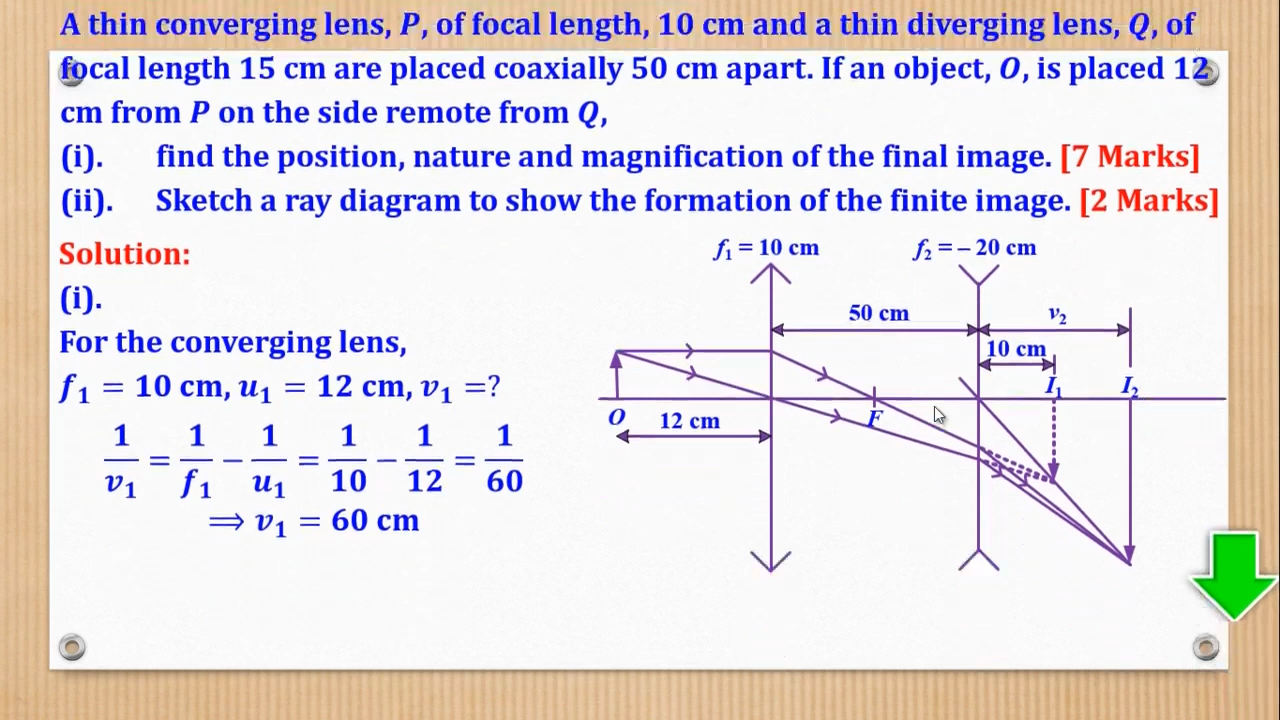 A thin converging lens, P, of focal length, 10 cm and a thin diverging lens, Q, of
focal length 15 cm are placed coaxially 50 cm apart. If an object, O, is placed 12
cm from P on the side remote from Q,
(i). find the position, nature and magnification of the final image. [7 Marks]
(ii). Sketch a ray diagram to show the formation of the finite image. [2 Marks]
Solution:
(i).
For the converging lens,
f₁ = 10 cm, u₁ = 12 cm, v₁ =?
1/v₁ = 1/f₁ − 1/u₁ = 1/10 − 1/12 = 1/60
⟹ v₁ = 60 cm
f₁ = 10 cm
f₂ = – 20 cm
50 cm
v₂
10 cm
I₁
I₂
O
12 cm
F